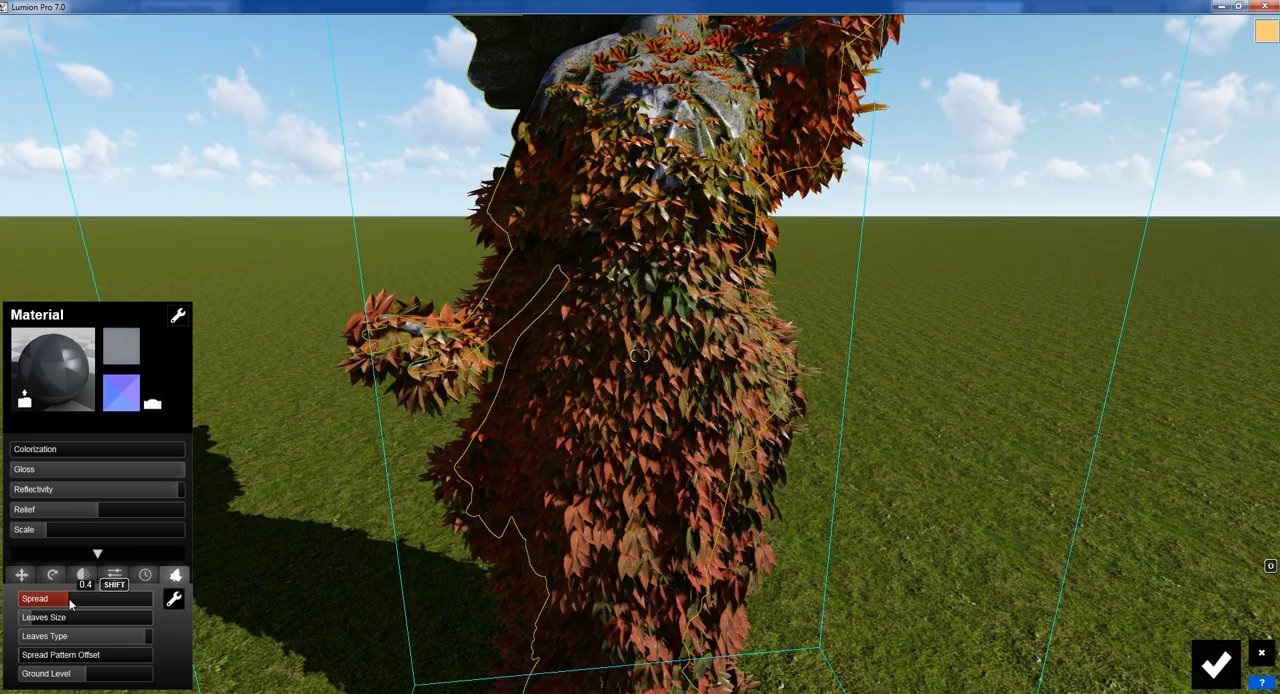 Lumion Pro 7.0
Material
Colorization
Gloss
Reflectivity
Relief
Scale
0.4 SHIFT
Spread
Leaves Size
Leaves Type
Spread Pattern Offset
Ground Level
O
?